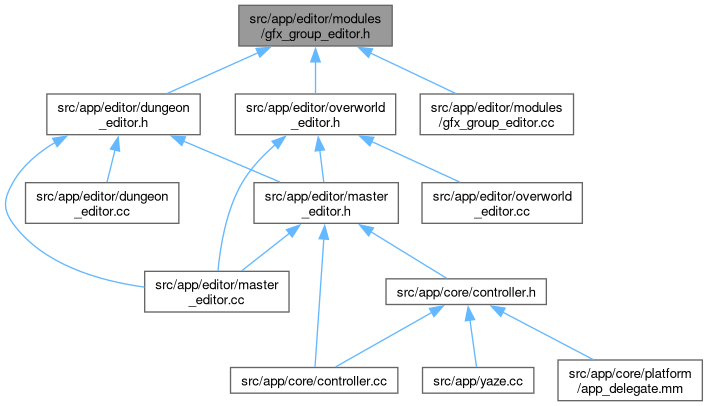 src/app/editor/modules
/gfx_group_editor.h
src/app/editor/dungeon
_editor.h
src/app/editor/overworld
_editor.h
src/app/editor/modules
/gfx_group_editor.cc
src/app/editor/dungeon
_editor.cc
src/app/editor/master
_editor.h
src/app/editor/overworld
_editor.cc
src/app/editor/master
_editor.cc
src/app/core/controller.h
src/app/core/controller.cc
src/app/yaze.cc
src/app/core/platform
/app_delegate.mm